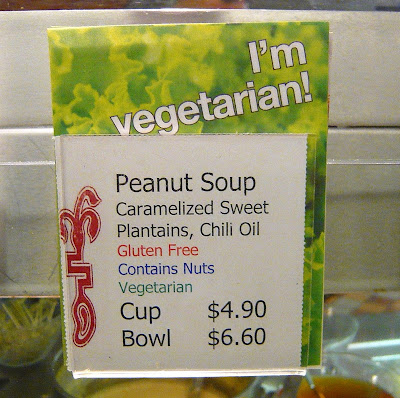 I'm
vegetarian!
Peanut Soup
Caramelized Sweet
Plantains, Chili Oil
Gluten Free
Contains Nuts
Vegetarian
Cup $4.90
Bowl $6.60